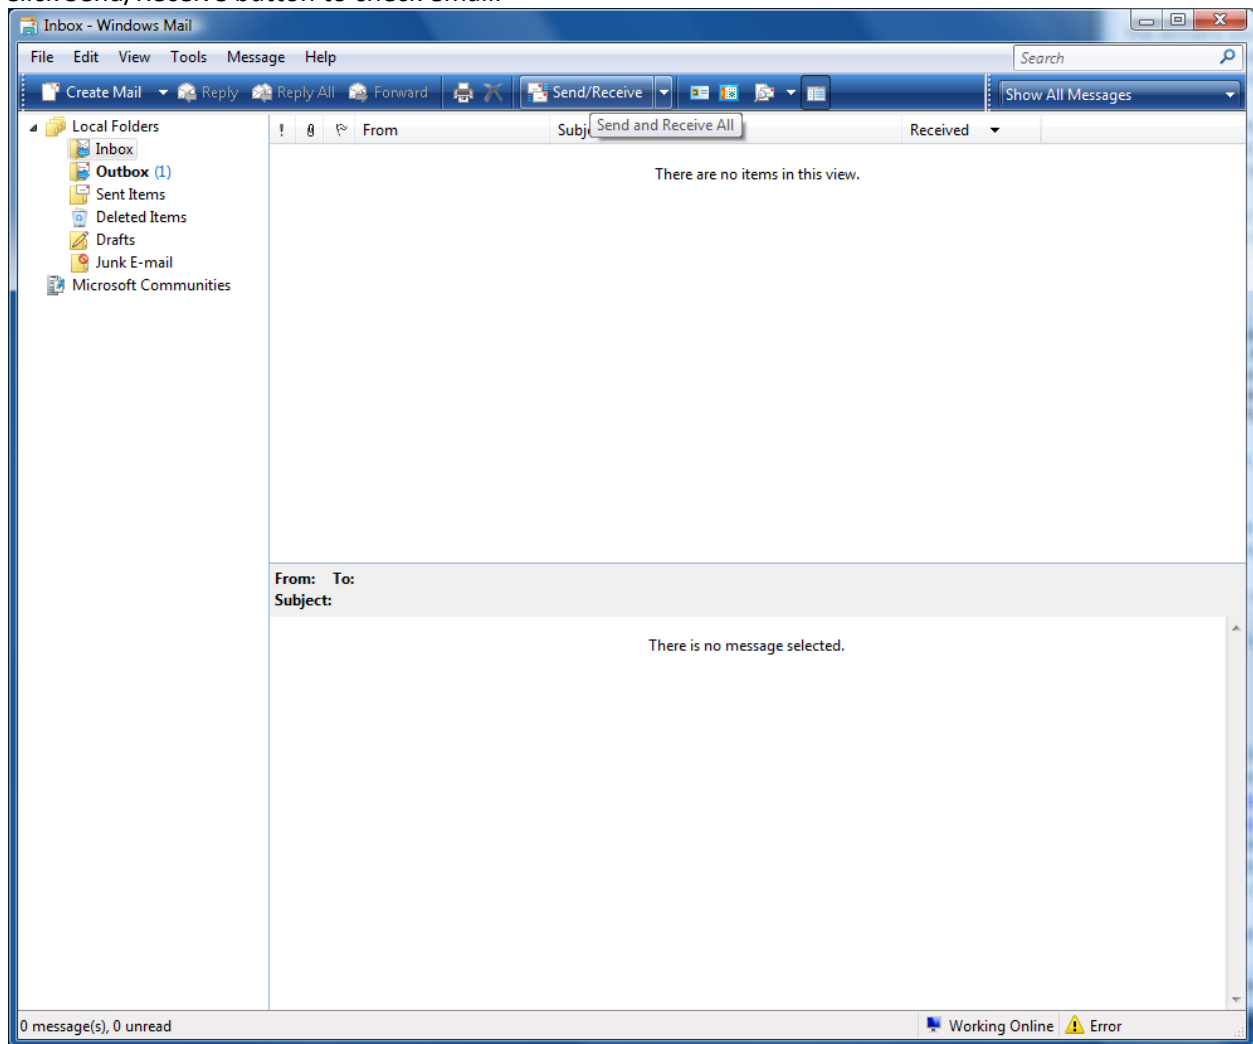 Inbox - Windows Mail
File Edit View Tools Message Help Search
Create Mail Reply Reply All Forward Send/Receive Show All Messages
Local Folders ! From Send and Receive All Received
Inbox
Outbox (1) There are no items in this view.
Sent Items
Deleted Items
Drafts
Junk E-mail
Microsoft Communities
From: To:
Subject:
There is no message selected.
0 message(s), 0 unread Working Online Error